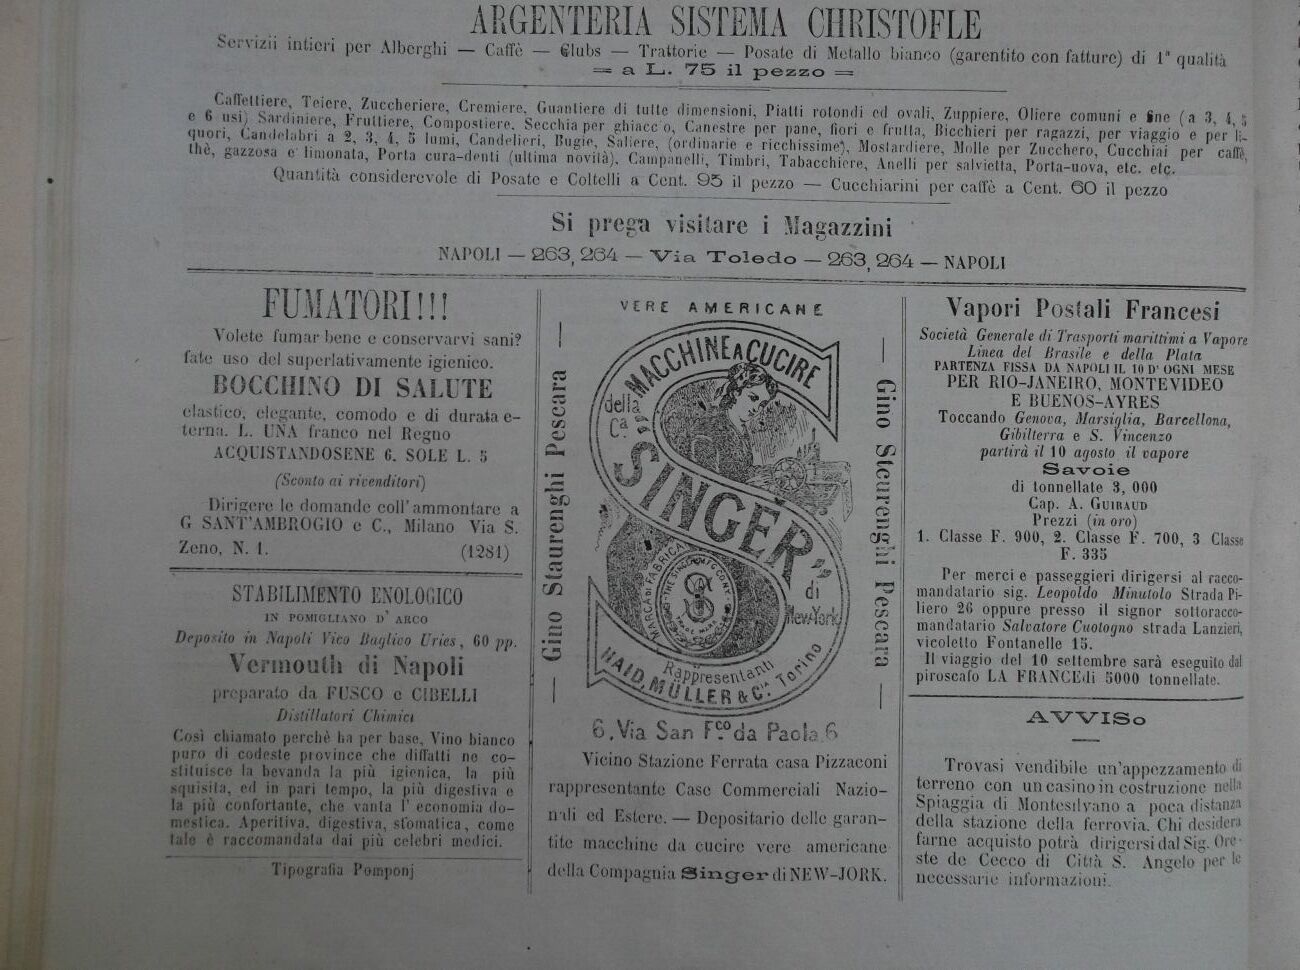 ARGENTERIA SISTEMA CHRISTOFLE
Servizii intieri per Alberghi — Caffè — Clubs — Trattorie — Posate di Metallo bianco (garentito con fatture) di 1ª qualità
= a L. 75 il pezzo =
Caffettiere, Teiere, Zuccheriere, Cremiere, Guantiere di tutte dimensioni, Piatti rotondi ed ovali, Zuppiere, Oliere comuni e fine (a 3, 4, 5
e 6 usi) Sardiniere, Fruttiere, Compostiere, Secchia per ghiacc o, Canestre per pane, fiori e frutta, Bicchieri per ragazzi, per viaggio e per li-
quori, Candelabri a 2, 3, 4, 5 lumi, Candelieri, Bugie, Saliere, (ordinarie e ricchissime), Mostardiere, Molle per Zucchero, Cucchiai per caffè,
thè, gazzosa e limonata, Porta cura-denti (ultima novità), Campanelli, Timbri, Tabacchiere, Anelli per salvietta, Porta-uova, etc. etc.
Quantità considerevole di Posate e Coltelli a Cent. 95 il pezzo — Cucchiarini per caffè a Cent. 60 il pezzo
Si prega visitare i Magazzini
NAPOLI — 263, 264 — Via Toledo — 263, 264 — NAPOLI
FUMATORI!!!
Volete fumar bene e conservarvi sani?
fate uso del superlativamente igienico.
BOCCHINO DI SALUTE
elastico, elegante, comodo e di durata e-
terna. L. UNA franco nel Regno
ACQUISTANDOSENE 6. SOLE L. 5
(Sconto ai rivenditori)
Dirigere le domande coll'ammontare a
G SANT'AMBROGIO e C., Milano Via S.
Zeno, N. 1. (1281)
STABILIMENTO ENOLOGICO
IN POMIGLIANO D' ARCO
Deposito in Napoli Vico Baglivo Uries, 60 pp.
Vermouth di Napoli
preparato da FUSCO e CIBELLI
Distillatori Chimici
Così chiamato perchè ha per base, Vino bianco
puro di codeste province che diffatti ne co-
stituisce la bevanda la più igienica, la più
squisita, ed in pari tempo, la più digestiva e
la più confortante, che vanta l' economia do-
mestica. Aperitiva, digestiva, stomatica, come
tale è raccomandata dai più celebri medici.
Tipografia Pomponj
VERE AMERICANE
— Gino Staurenghi Pescara —
MACCHINE A CUCIRE
della
Cª.
"SINGER"
di
New-York
MARCA DI FABRICA
THE SINGER MFG CO. N.Y.
TRADE MARK
Rappresentanti
HAID, MÜLLER & Cⁱ. Torino
— Gino Steurenghi Pescara —
6. Via San Fco. da Paola. 6
Vicino Stazione Ferrata casa Pizzaconi
rappresentante Case Commerciali Nazio-
nali ed Estere. — Depositario delle garan-
tite macchine da cucire vere americane
della Compagnia Singer di NEW-JORK.
Vapori Postali Francesi
Società Generale di Trasporti marittimi a Vapore
Linea del Brasile e della Plata
PARTENZA FISSA DA NAPOLI IL 10 D' OGNI MESE
PER RIO-JANEIRO, MONTEVIDEO
E BUENOS-AYRES
Toccando Genova, Marsiglia, Barcellona,
Gibilterra e S. Vincenzo
partirà il 10 agosto il vapore
Savoie
di tonnellate 3, 000
Cap. A. GUIRAUD
Prezzi (in oro)
1. Classe F. 900, 2. Classe F. 700, 3 Classe
F. 335
Per merci e passeggieri dirigersi al racco-
mandatario sig. Leopoldo Minutolo Strada Pi-
liero 26 oppure presso il signor sottoracco-
mandatario Salvatore Cuotogno strada Lanzieri,
vicoletto Fontanelle 15.
Il viaggio del 10 settembre sarà eseguito dal
piroscafo LA FRANCEdi 5000 tonnellate.
AVVISo
Trovasi vendibile un'appezzamento di
terreno con un casino in costruzione nella
Spiaggia di Montesilvano a poca distanza
della stazione della ferrovia. Chi desidera
farne acquisto potrà dirigersi dal Sig. Ore-
ste de Cecco di Città S. Angelo per le
necessarie informazioni.